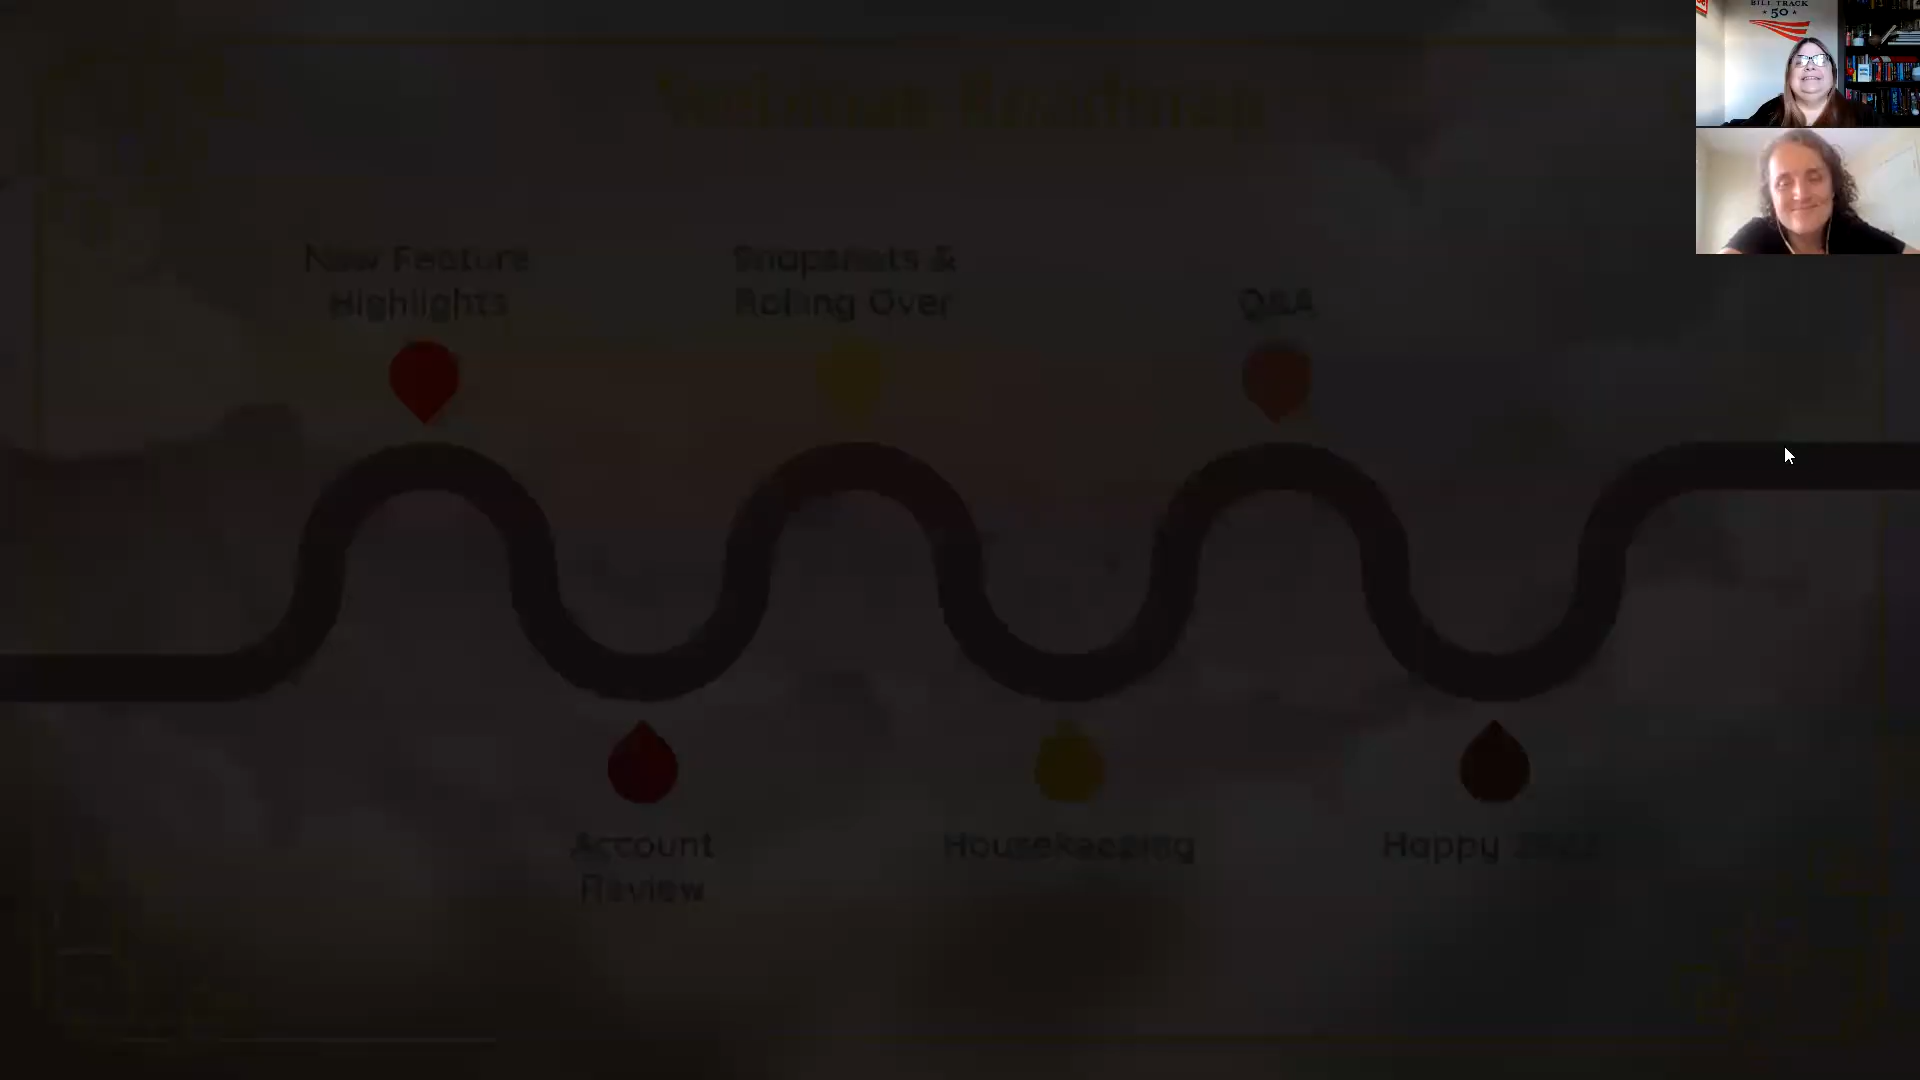 BILL TRACK
50
New Feature
Highlights
Snapshots &
Rolling Over
Q&A
Account
Review
Housekeeping
Happy